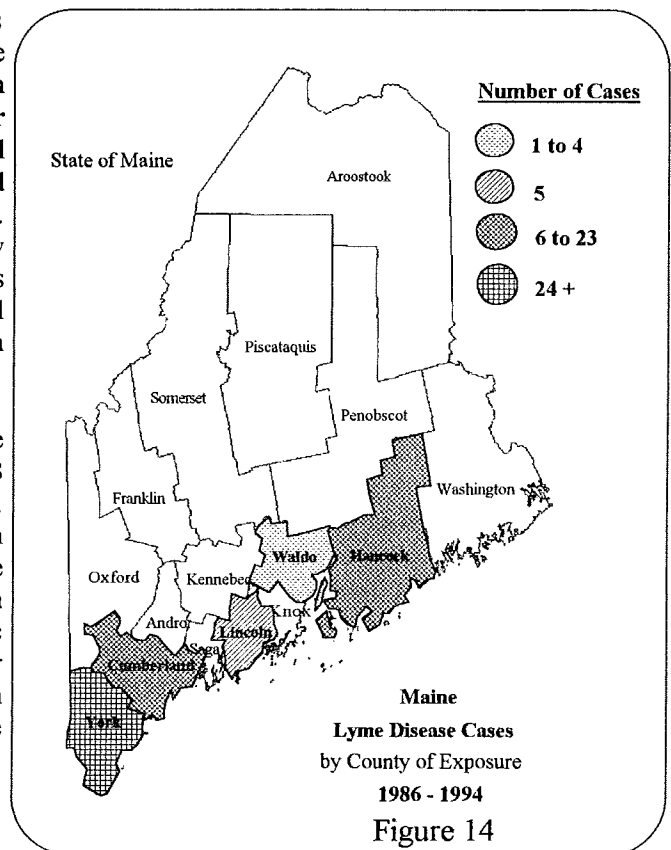 Number of Cases
1 to 4
5
6 to 23
24 +
State of Maine
Aroostook
Piscataquis
Somerset
Penobscot
Franklin
Washington
Oxford
Kennebec
Waldo
Hancock
Andro
Knox
Lincoln
Saga
Cumberland
York
Maine
Lyme Disease Cases
by County of Exposure
1986 - 1994
Figure 14